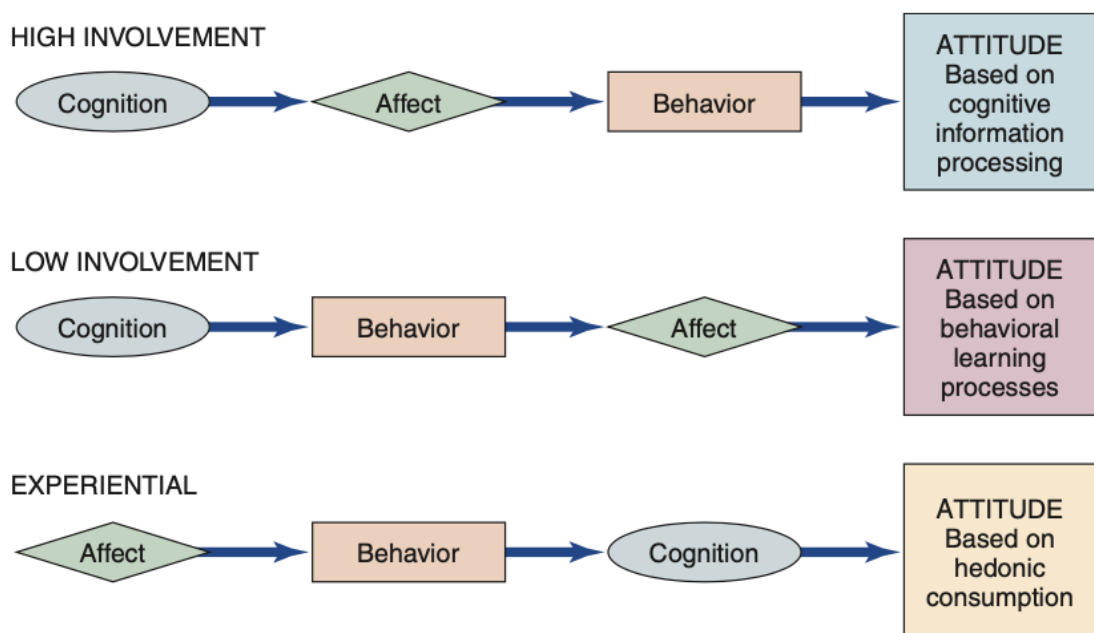 HIGH INVOLVEMENT
Cognition
Affect
Behavior
ATTITUDE
Based on
cognitive
information
processing
LOW INVOLVEMENT
Cognition
Behavior
Affect
ATTITUDE
Based on
behavioral
learning
processes
EXPERIENTIAL
Affect
Behavior
Cognition
ATTITUDE
Based on
hedonic
consumption